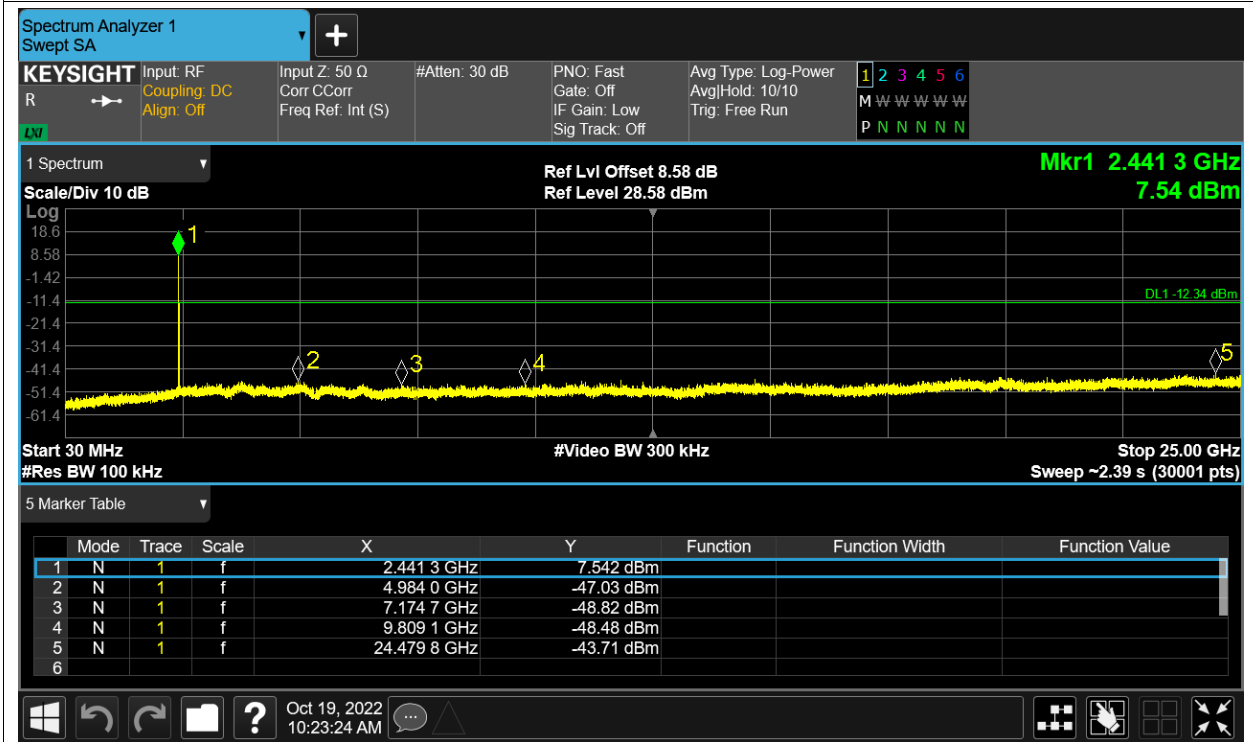 Spectrum Analyzer 1
Swept SA
KEYSIGHT
R
LXI
Input: RF
Coupling: DC
Align: Off
Input Z: 50 Ω
Corr CCorr
Freq Ref: Int (S)
#Atten: 30 dB
PNO: Fast
Gate: Off
IF Gain: Low
Sig Track: Off
Avg Type: Log-Power
Avg|Hold: 10/10
Trig: Free Run
1 2 3 4 5 6
M W W W W W
P N N N N N
1 Spectrum
Scale/Div 10 dB
Ref Lvl Offset 8.58 dB
Ref Level 28.58 dBm
Mkr1 2.441 3 GHz
7.54 dBm
Log
18.6
8.58
-1.42
-11.4
-21.4
-31.4
-41.4
-51.4
-61.4
1
2
3
4
5
DL1 -12.34 dBm
Start 30 MHz
#Res BW 100 kHz
#Video BW 300 kHz
Stop 25.00 GHz
Sweep ~2.39 s (30001 pts)
5 Marker Table
Mode Trace Scale X Y Function Function Width Function Value
1 N 1 f 2.441 3 GHz 7.542 dBm
2 N 1 f 4.984 0 GHz -47.03 dBm
3 N 1 f 7.174 7 GHz -48.82 dBm
4 N 1 f 9.809 1 GHz -48.48 dBm
5 N 1 f 24.479 8 GHz -43.71 dBm
6
?
Oct 19, 2022
10:23:24 AM